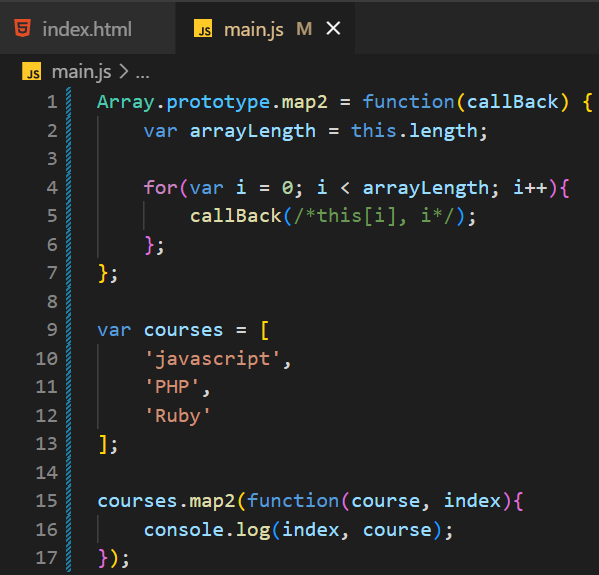 index.html JS main.js M ×
JS main.js > ...
1 Array.prototype.map2 = function(callBack) {
2 var arrayLength = this.length;
3
4 for(var i = 0; i < arrayLength; i++){
5 callBack(/*this[i], i*/);
6 };
7 };
8
9 var courses = [
10 'javascript',
11 'PHP',
12 'Ruby'
13 ];
14
15 courses.map2(function(course, index){
16 console.log(index, course);
17 });